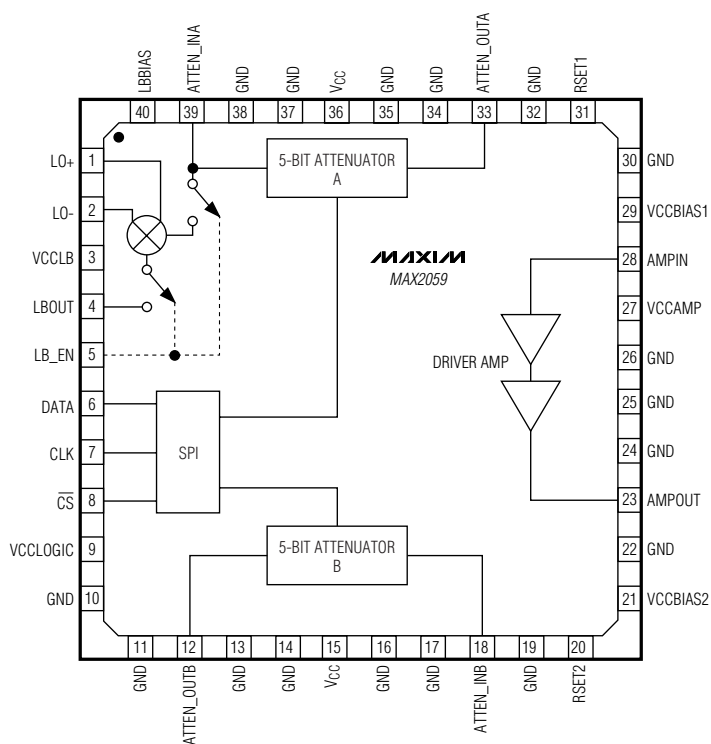 LBBIAS
ATTEN_INA
GND
GND
VCC
GND
GND
ATTEN_OUTA
GND
RSET1
40 39 38 37 36 35 34 33 32 31
LO+ 1
LO- 2
VCCLB 3
LBOUT 4
LB_EN 5
DATA 6
CLK 7
CS 8
VCCLOGIC 9
GND 10
5-BIT ATTENUATOR
A
MAXIM
MAX2059
DRIVER AMP
SPI
5-BIT ATTENUATOR
B
30 GND
29 VCCBIAS1
28 AMPIN
27 VCCAMP
26 GND
25 GND
24 GND
23 AMPOUT
22 GND
21 VCCBIAS2
11 12 13 14 15 16 17 18 19 20
GND
ATTEN_OUTB
GND
GND
VCC
GND
GND
ATTEN_INB
GND
RSET2